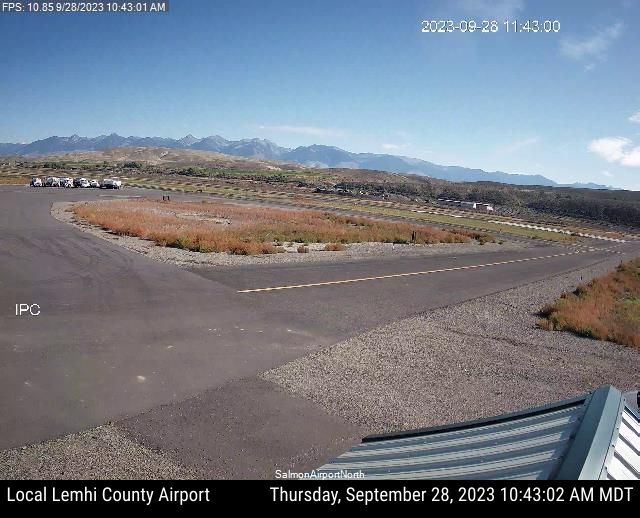 FPS: 10.85 9/28/2023 10:43:01 AM
2023-09-28 11:43:00
IPC
SalmonAirportNorth
Local Lemhi County Airport Thursday, September 28, 2023 10:43:02 AM MDT